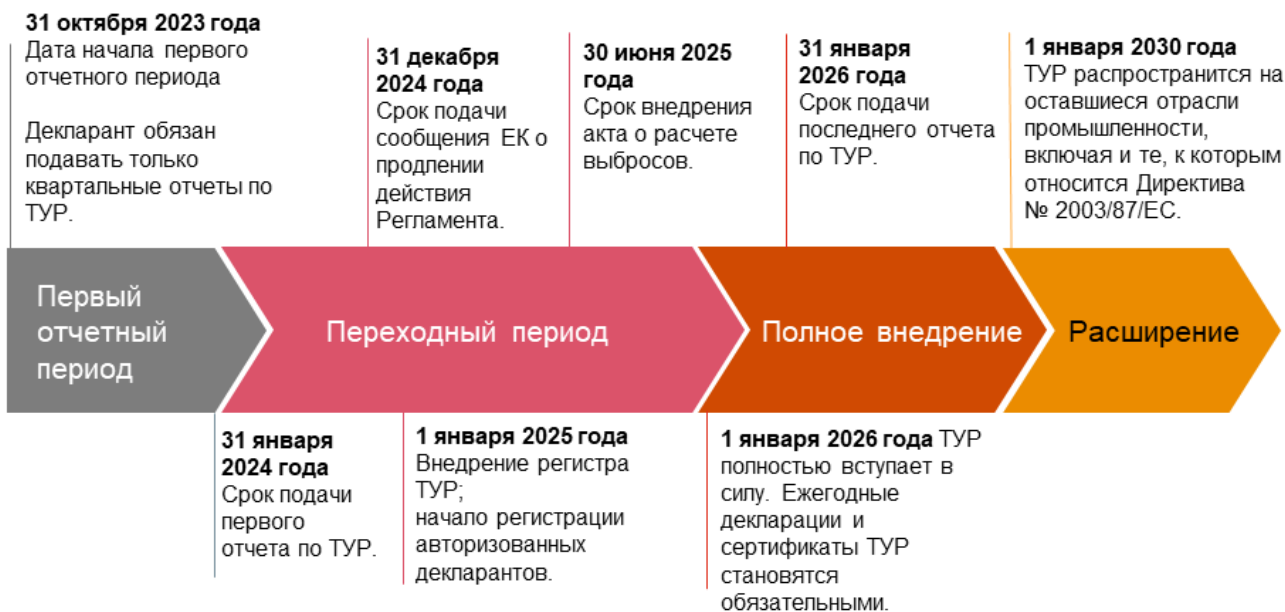 31 октября 2023 года
Дата начала первого
отчетного периода
Декларант обязан
подавать только
квартальные отчеты по
ТУР.
31 декабря
2024 года
Срок подачи
сообщения ЕК о
продлении
действия
Регламента.
30 июня 2025
года
Срок внедрения
акта о расчете
выбросов.
31 января
2026 года
Срок подачи
последнего отчета
по ТУР.
1 января 2030 года
ТУР распространится на
оставшиеся отрасли
промышленности,
включая и те, к которым
относится Директива
№ 2003/87/ЕС.
Первый
отчетный
период
Переходный период
Полное внедрение
Расширение
31 января
2024 года
Срок подачи
первого
отчета по ТУР.
1 января 2025 года
Внедрение регистра
ТУР;
начало регистрации
авторизованных
декларантов.
1 января 2026 года ТУР
полностью вступает в
силу. Ежегодные
декларации и
сертификаты ТУР
становятся
обязательными.